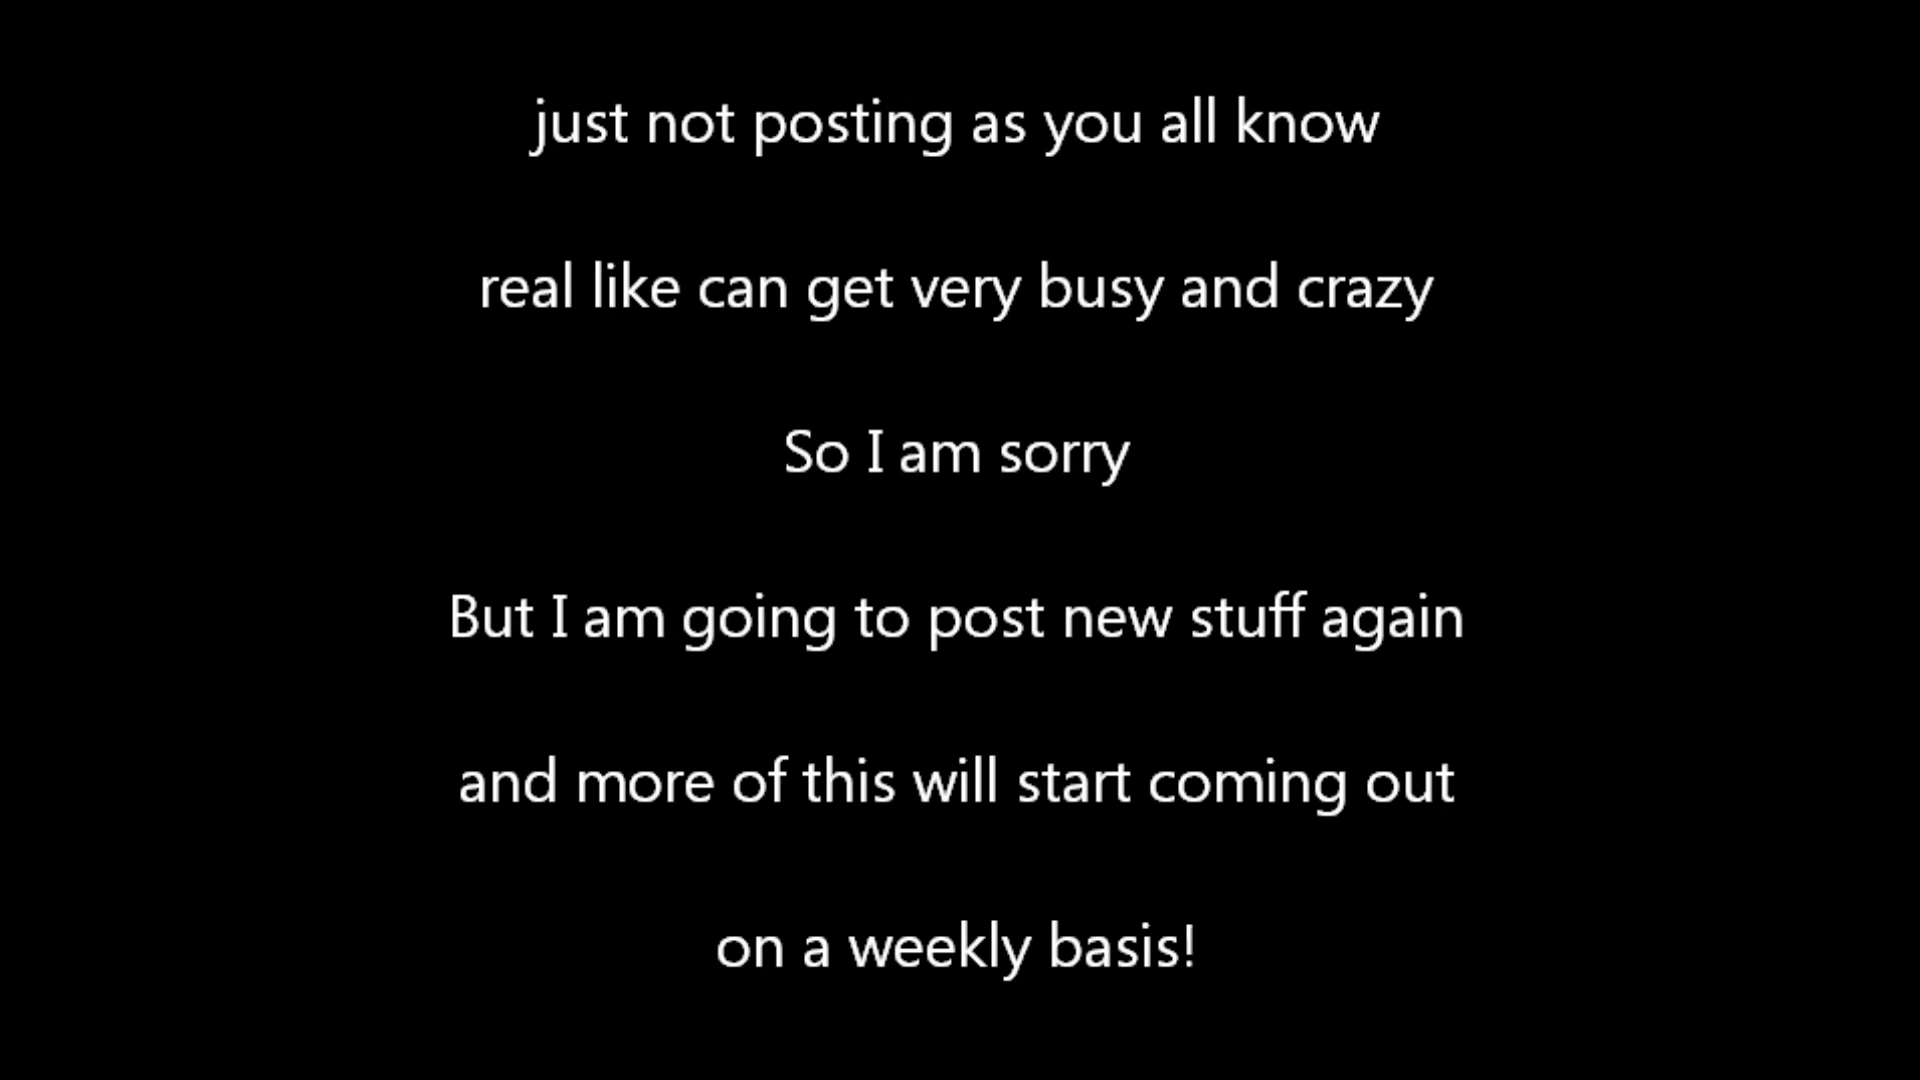 just not posting as you all know
real like can get very busy and crazy
So I am sorry
But I am going to post new stuff again
and more of this will start coming out
on a weekly basis!